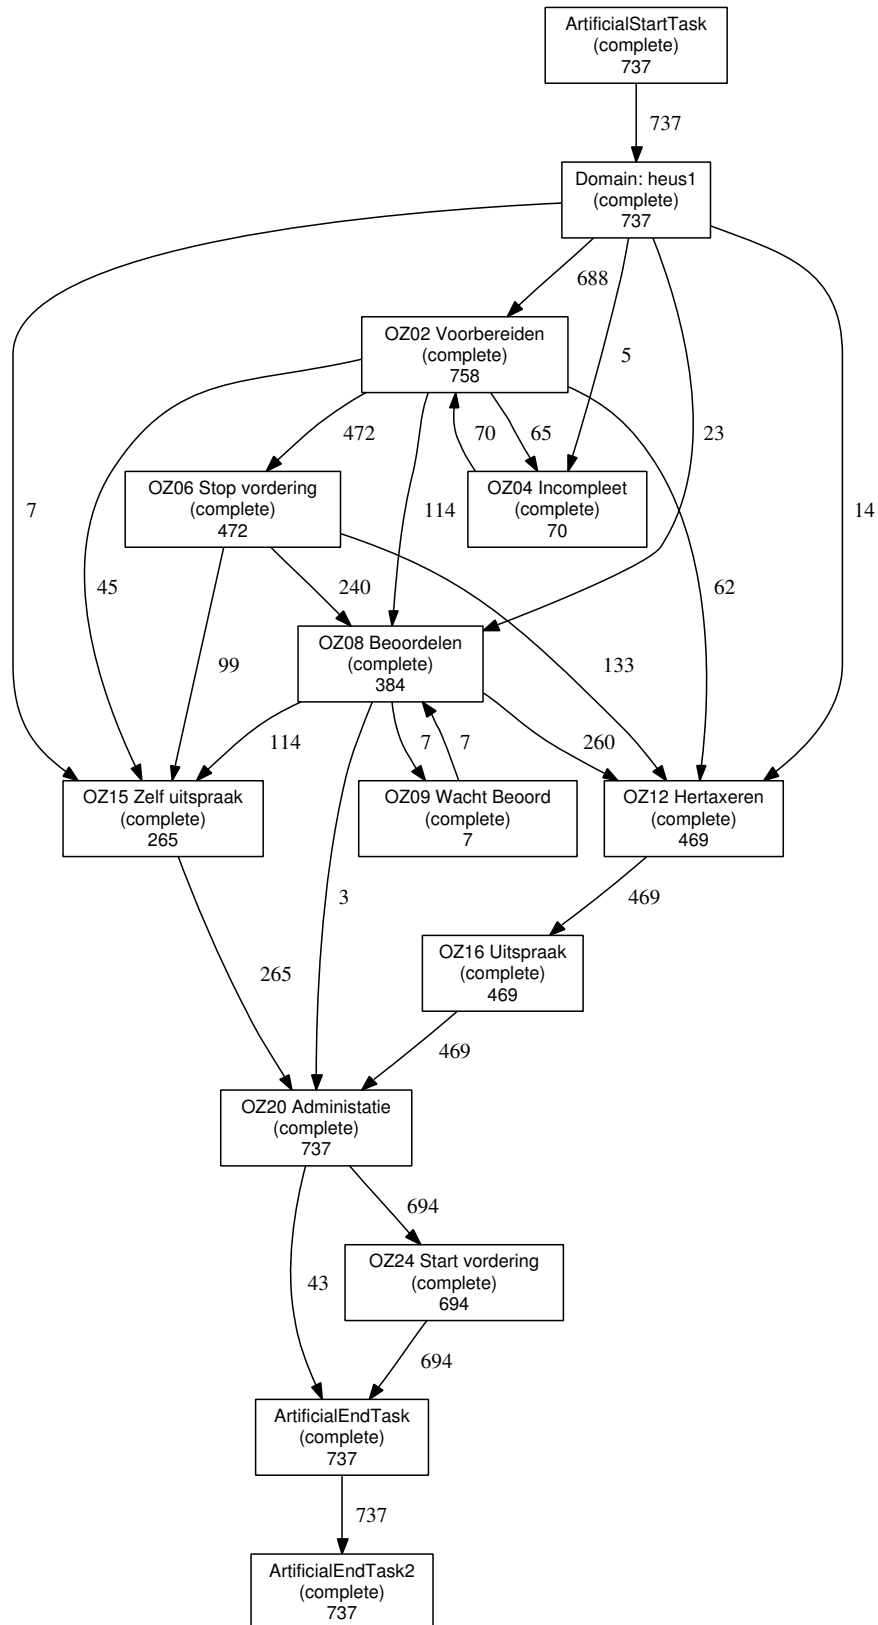 ArtificialStartTask
(complete)
737
737
Domain: heus1
(complete)
737
688
OZ02 Voorbereiden
(complete)
758
5
472
70
65
23
OZ06 Stop vordering
(complete)
472
114
OZ04 Incompleet
(complete)
70
7
14
45
240
62
OZ08 Beoordelen
(complete)
384
99
133
114
7
7
260
OZ15 Zelf uitspraak
(complete)
265
OZ09 Wacht Beoord
(complete)
7
OZ12 Hertaxeren
(complete)
469
3
469
OZ16 Uitspraak
(complete)
469
265
469
OZ20 Administatie
(complete)
737
694
OZ24 Start vordering
(complete)
694
43
694
ArtificialEndTask
(complete)
737
737
ArtificialEndTask2
(complete)
737